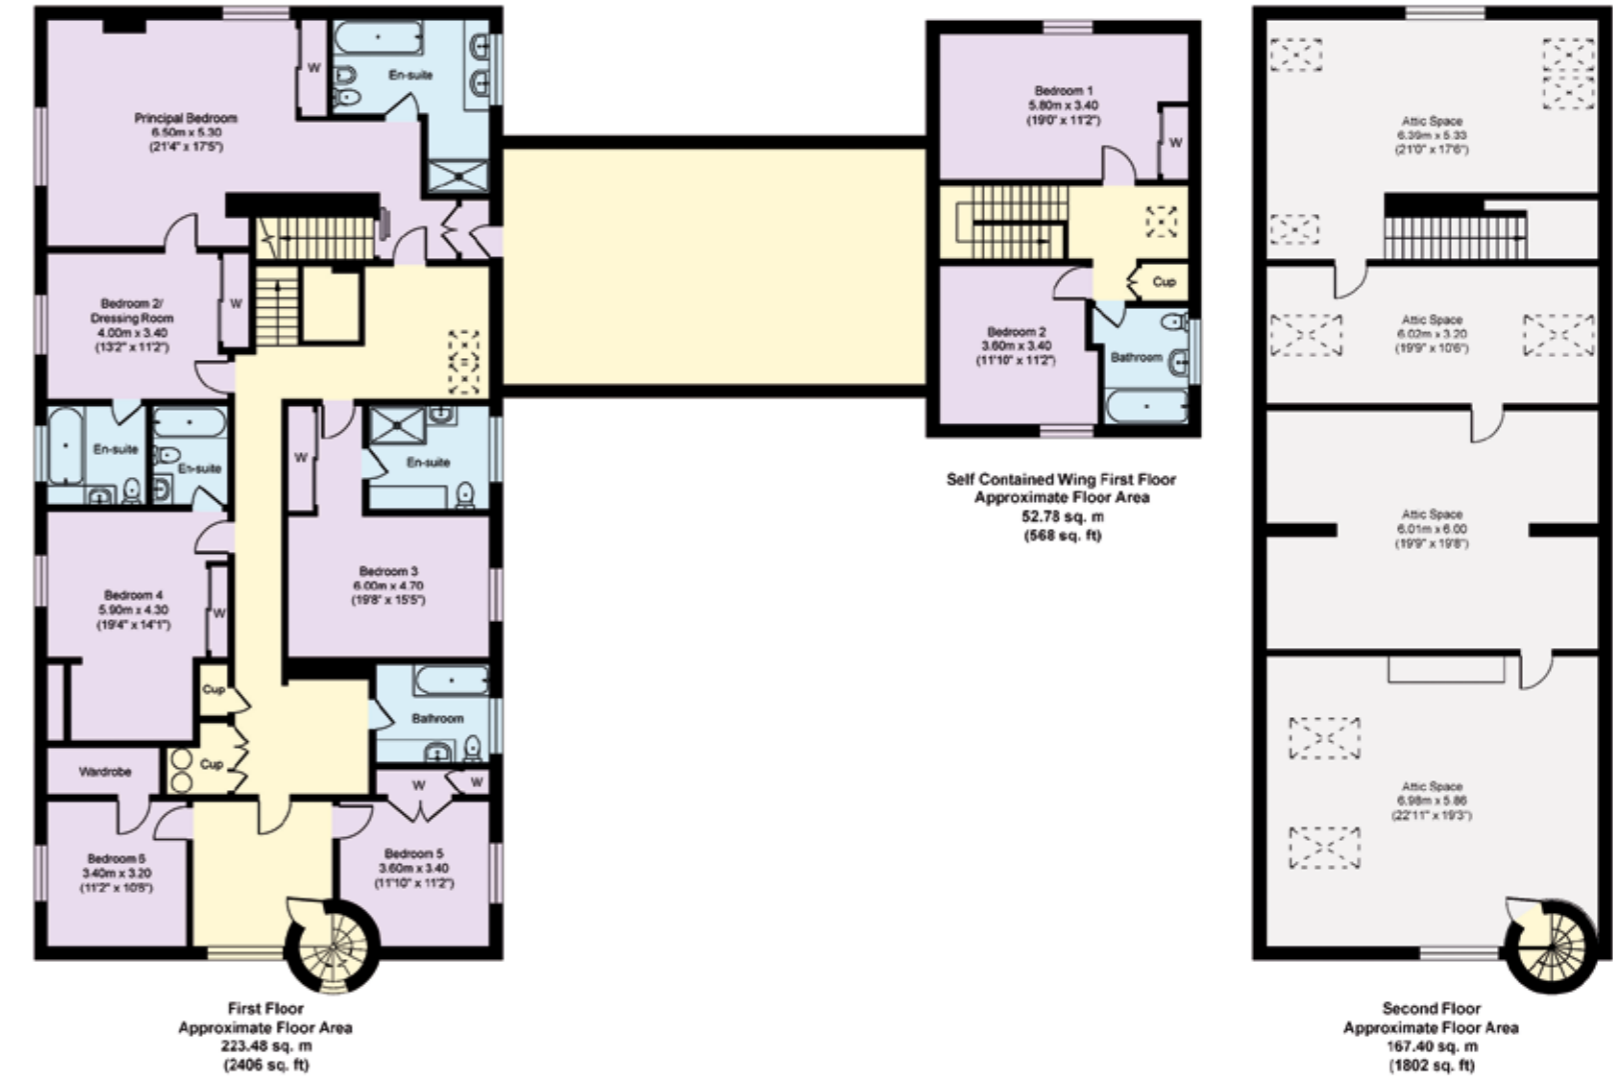 Principal Bedroom
6.50m x 5.30
(21'4" x 17'5")
W
En-suite
Bedroom 2/
Dressing Room
4.00m x 3.40
(13'2" x 11'2")
W
En-suite
En-suite
W
En-suite
Bedroom 3
6.00m x 4.70
(19'8" x 15'5")
Bedroom 4
5.90m x 4.30
(19'4" x 14'1")
W
Cup
Bathroom
Cup
Wardrobe
W
W
Bedroom 6
3.40m x 3.20
(11'2" x 10'5")
Bedroom 5
3.60m x 3.40
(11'10" x 11'2")
First Floor
Approximate Floor Area
223.48 sq. m
(2406 sq. ft)
Bedroom 1
5.80m x 3.40
(19'0" x 11'2")
W
Cup
Bedroom 2
3.60m x 3.40
(11'10" x 11'2")
Bathroom
Self Contained Wing First Floor
Approximate Floor Area
52.78 sq. m
(568 sq. ft)
Attic Space
6.39m x 5.33
(21'0" x 17'6")
Attic Space
6.02m x 3.20
(19'9" x 10'6")
Attic Space
6.01m x 6.00
(19'9" x 19'8")
Attic Space
6.98m x 5.86
(22'11" x 19'3")
Second Floor
Approximate Floor Area
167.40 sq. m
(1802 sq. ft)